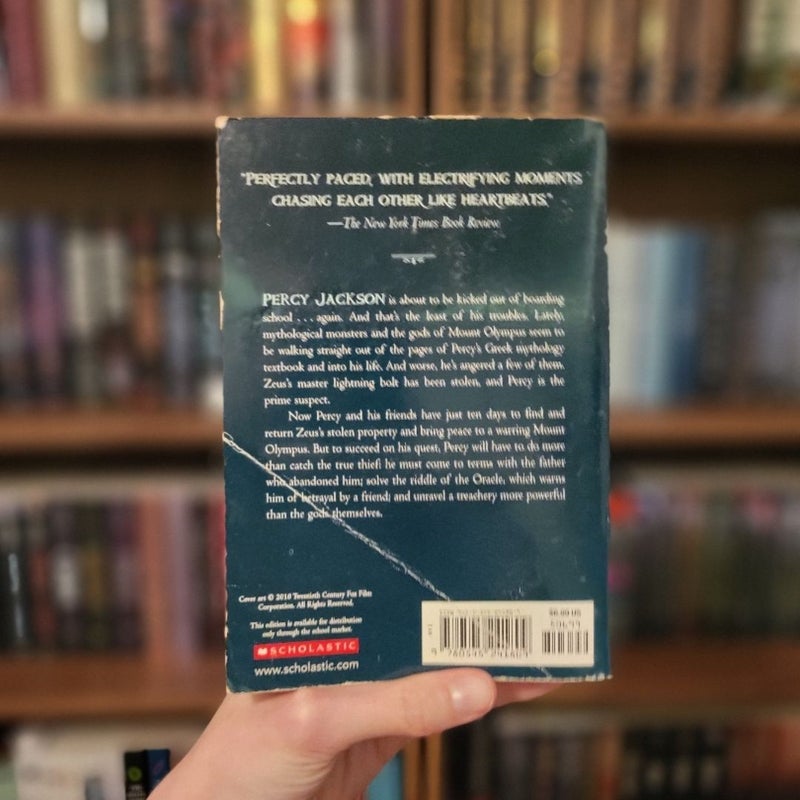 "PERFECTLY PACED, WITH ELECTRIFYING MOMENTS
CHASING EACH OTHER LIKE HEARTBEATS."
—The New York Times Book Review
PERCY JACKSON is about to be kicked out of boarding
school . . . again. And that's the least of his troubles. Lately,
mythological monsters and the gods of Mount Olympus seem to
be walking straight out of the pages of Percy's Greek mythology
textbook and into his life. And worse, he's angered a few of them.
Zeus's master lightning bolt has been stolen, and Percy is the
prime suspect.
Now Percy and his friends have just ten days to find and
return Zeus's stolen property and bring peace to a warring Mount
Olympus. But to succeed on his quest, Percy will have to do more
than catch the true thief: he must come to terms with the father
who abandoned him; solve the riddle of the Oracle, which warns
him of betrayal by a friend; and unravel a treachery more powerful
than the gods themselves.
Cover art © 2010 Twentieth Century Fox Film
Corporation. All Rights Reserved.
This edition is available for distribution
only through the school market.
SCHOLASTIC
www.scholastic.com